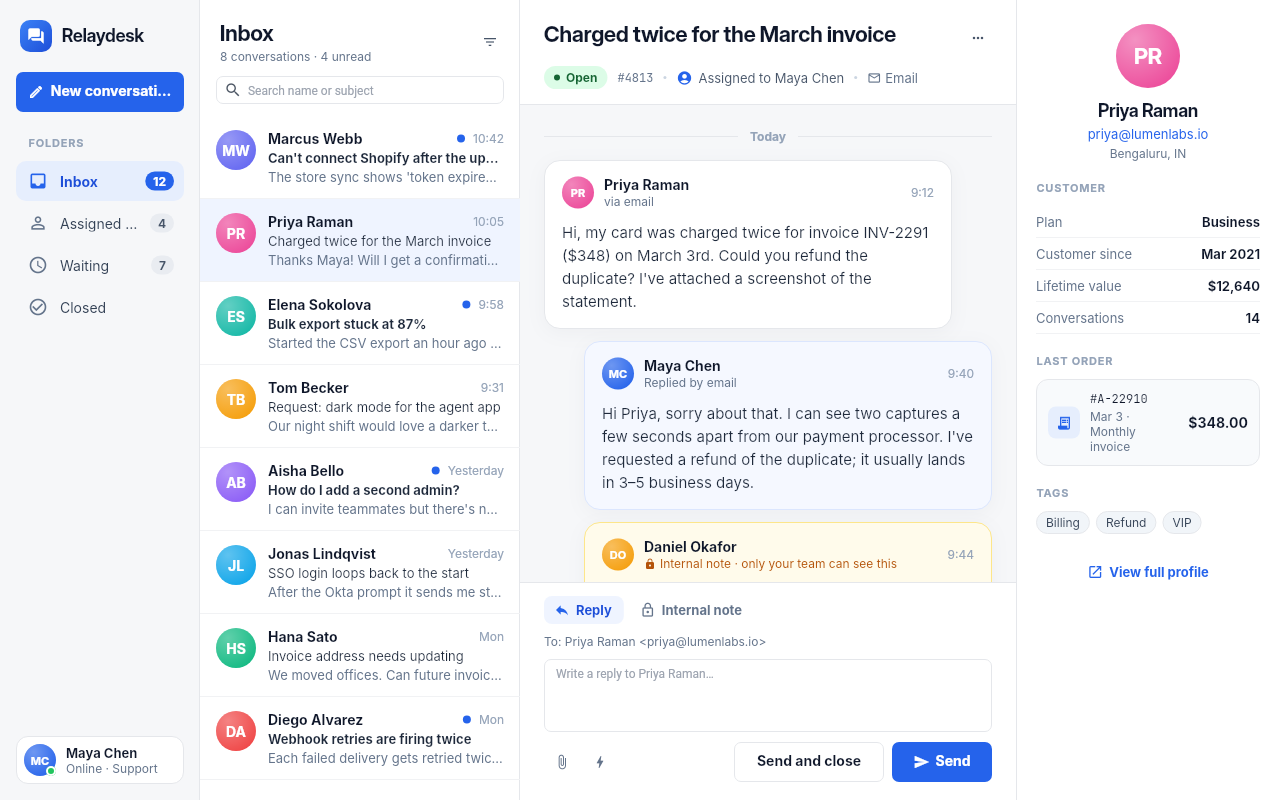 Relaydesk
New conversati...
FOLDERS
Inbox 12
Assigned ... 4
Waiting 7
Closed
MC Maya Chen
Online · Support
Inbox
8 conversations · 4 unread
Search name or subject
MW Marcus Webb 10:42
Can't connect Shopify after the up...
The store sync shows 'token expire...
PR Priya Raman 10:05
Charged twice for the March invoice
Thanks Maya! Will I get a confirmati...
ES Elena Sokolova 9:58
Bulk export stuck at 87%
Started the CSV export an hour ago ...
TB Tom Becker 9:31
Request: dark mode for the agent app
Our night shift would love a darker t...
AB Aisha Bello Yesterday
How do I add a second admin?
I can invite teammates but there's n...
JL Jonas Lindqvist Yesterday
SSO login loops back to the start
After the Okta prompt it sends me st...
HS Hana Sato Mon
Invoice address needs updating
We moved offices. Can future invoic...
DA Diego Alvarez Mon
Webhook retries are firing twice
Each failed delivery gets retried twic...
Charged twice for the March invoice
Open #4813 · Assigned to Maya Chen · Email
Today
PR Priya Raman 9:12
via email
Hi, my card was charged twice for invoice INV-2291
($348) on March 3rd. Could you refund the
duplicate? I've attached a screenshot of the
statement.
MC Maya Chen 9:40
Replied by email
Hi Priya, sorry about that. I can see two captures a
few seconds apart from our payment processor. I've
requested a refund of the duplicate; it usually lands
in 3–5 business days.
DO Daniel Okafor 9:44
Internal note · only your team can see this
Reply Internal note
To: Priya Raman <priya@lumenlabs.io>
Write a reply to Priya Raman...
Send and close Send
PR
Priya Raman
priya@lumenlabs.io
Bengaluru, IN
CUSTOMER
Plan Business
Customer since Mar 2021
Lifetime value $12,640
Conversations 14
LAST ORDER
#A-22910
Mar 3 ·
Monthly
invoice
$348.00
TAGS
Billing Refund VIP
View full profile